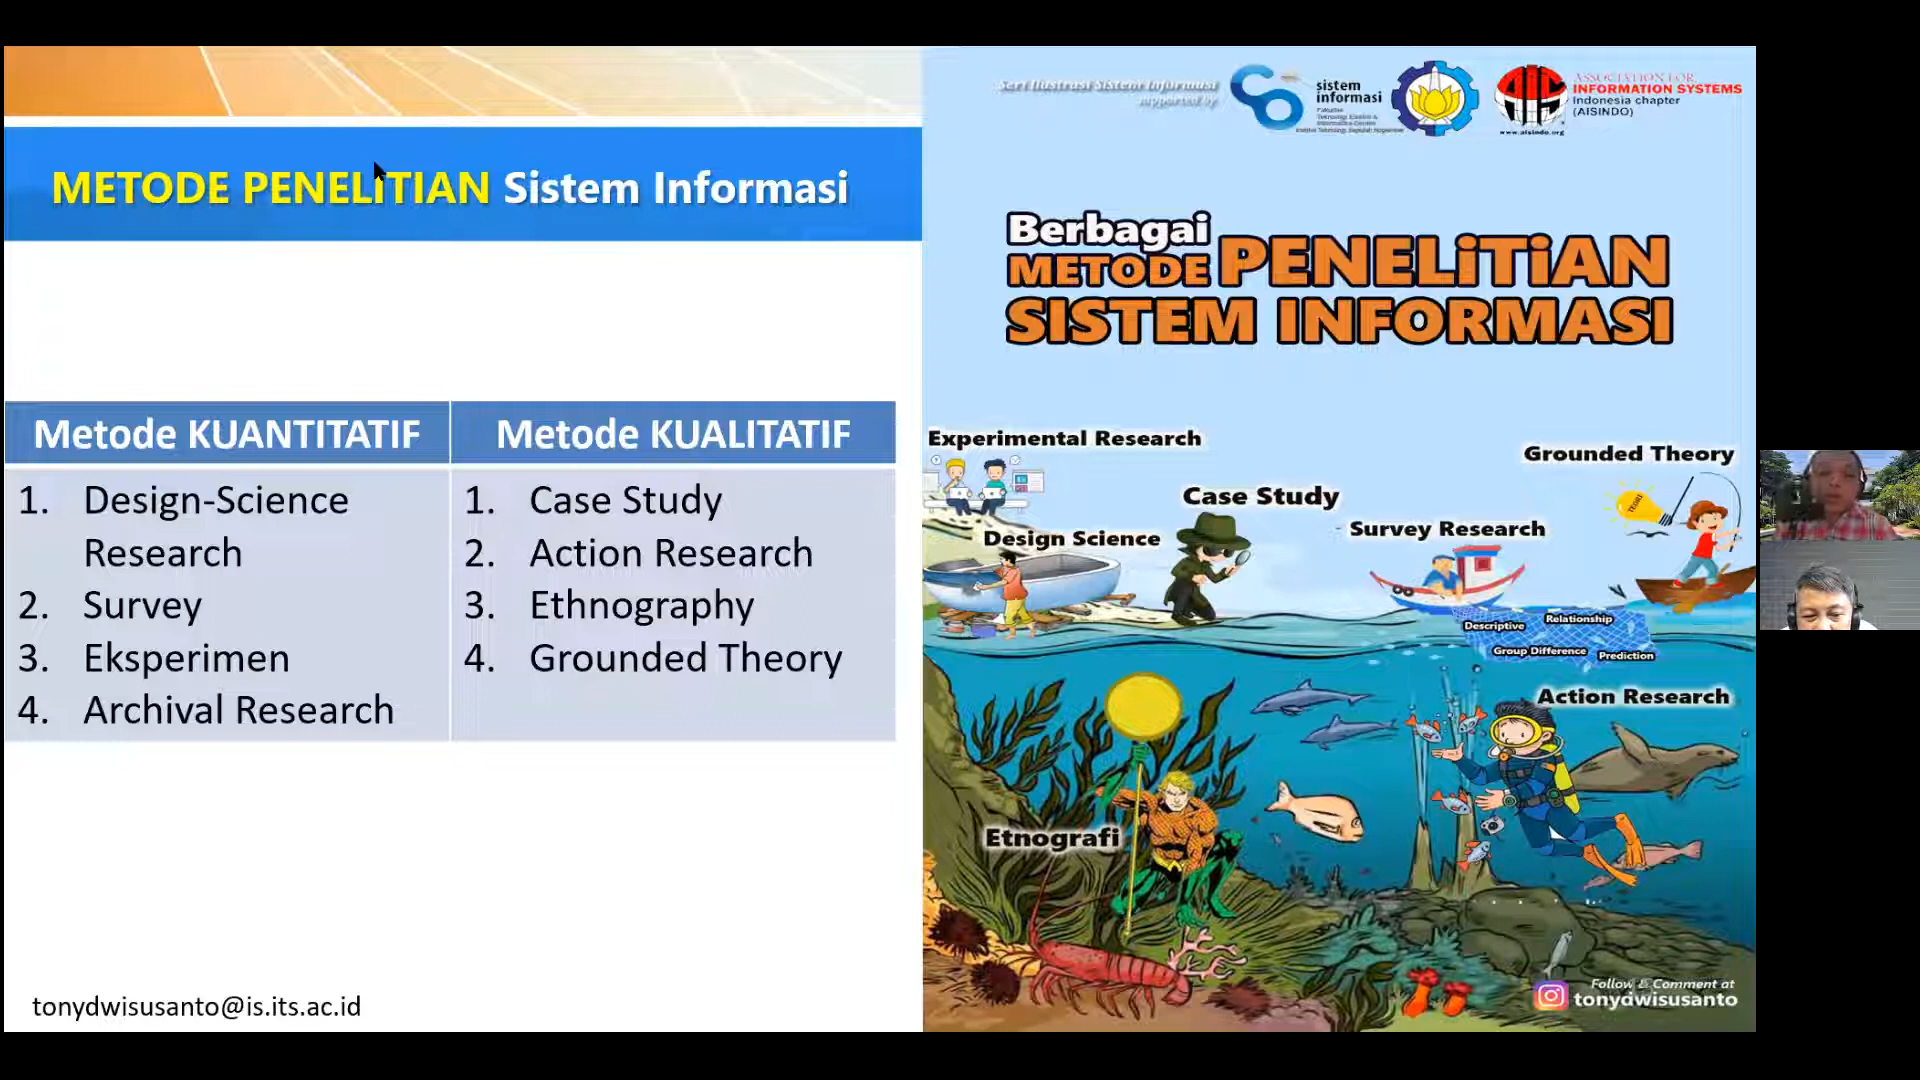 METODE PENELiTIAN Sistem Informasi
Metode KUANTITATIF
1. Design-Science
Research
2. Survey
3. Eksperimen
4. Archival Research
Metode KUALITATIF
1. Case Study
2. Action Research
3. Ethnography
4. Grounded Theory
tonydwisusanto@is.its.ac.id
Seri Ilustrasi Sistem Informasi
supported by
sistem
informasi
Fakultas
Teknologi Elektro &
Informatika Cerdas
Institut Teknologi Sepuluh Nopember
AIS
www.aisindo.org
ASSOCIATION FOR
INFORMATION SYSTEMS
Indonesia chapter
(AISINDO)
Berbagai
METODE PENELiTiAN
SISTEM INFORMASI
Experimental Research
Grounded Theory
Case Study
Survey Research
Design Science
Descriptive
Relationship
Group Difference
Prediction
Action Research
Etnografi
Follow & Comment at
tonydwisusanto